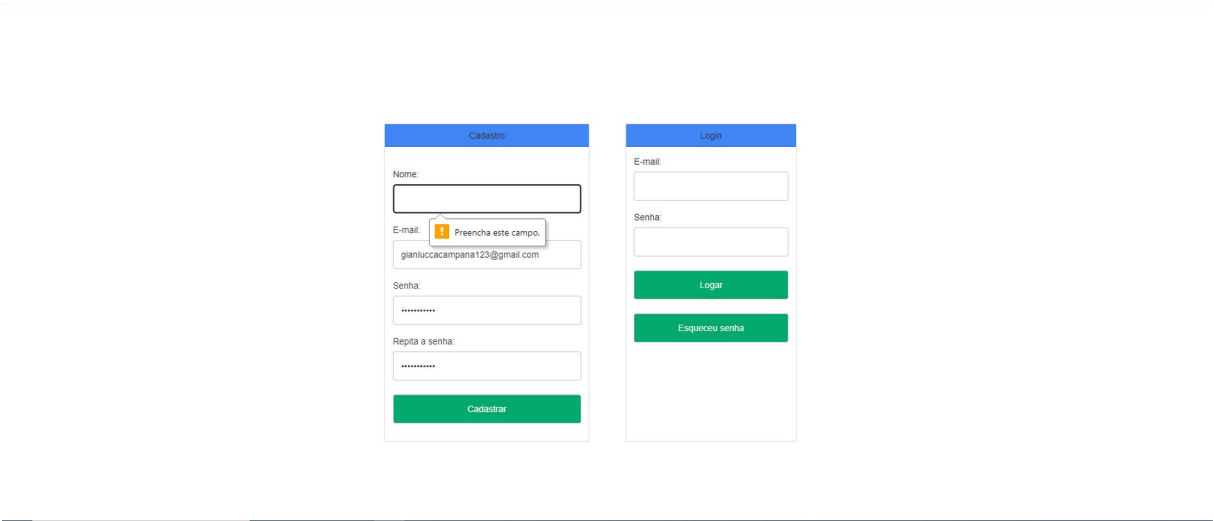 Cadastro
Nome:
Preencha este campo.
E-mail:
gianluccacampana123@gmail.com
Senha:
•••••••••••
Repita a senha:
•••••••••••
Cadastrar
Login
E-mail:
Senha:
Logar
Esqueceu senha